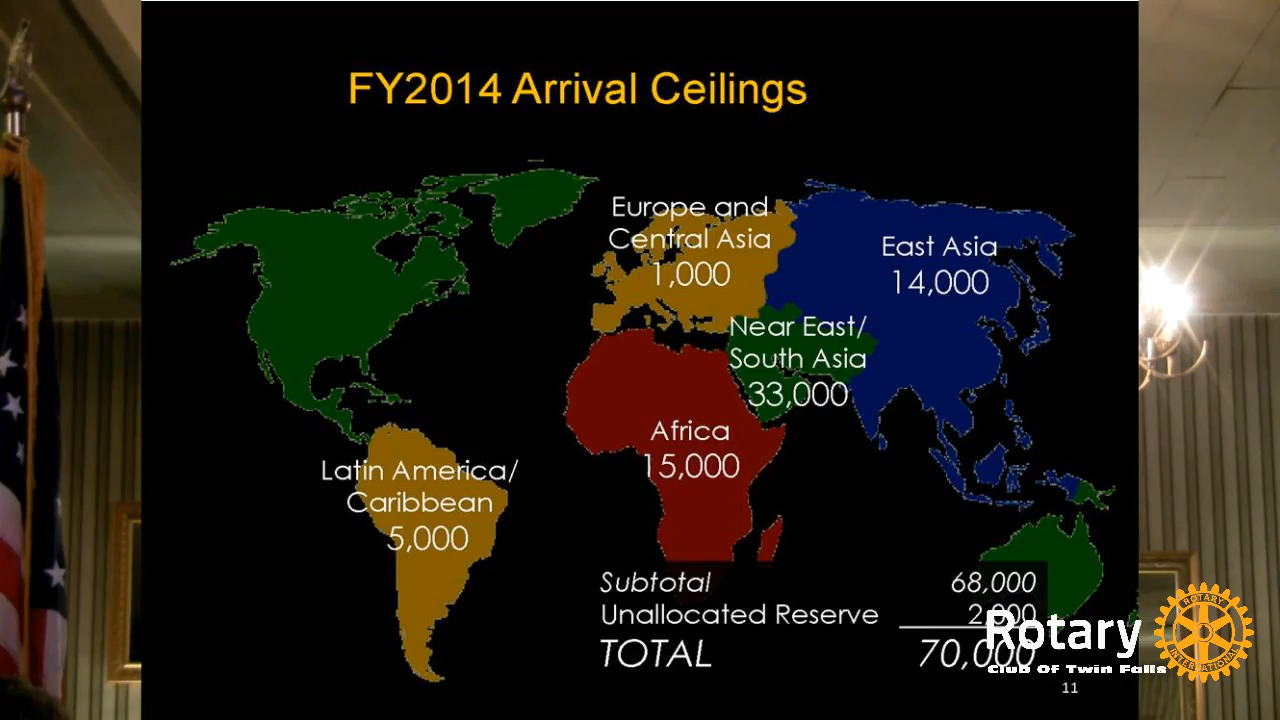 FY2014 Arrival Ceilings
Europe and
Central Asia
1,000
East Asia
14,000
Near East/
South Asia
33,000
Africa
15,000
Latin America/
Caribbean
5,000
Subtotal 68,000
Unallocated Reserve 2,000
TOTAL 70,000
Rotary
Club Of Twin Falls
ROTARY
INTERNATIONAL
11